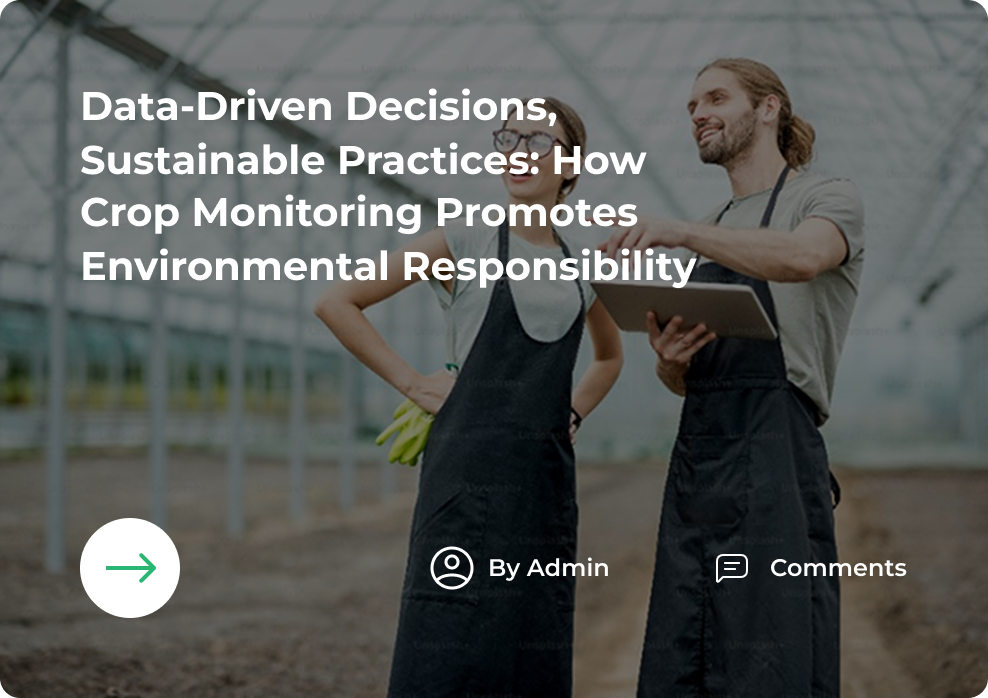 Data-Driven Decisions,
Sustainable Practices: How
Crop Monitoring Promotes
Environmental Responsibility
By Admin
Comments